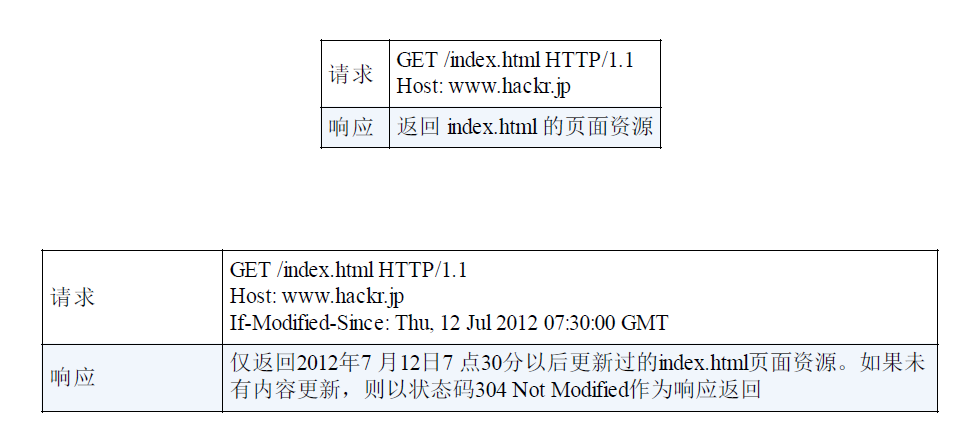 请求
GET /index.html HTTP/1.1
Host: www.hackr.jp
响应
返回 index.html 的页面资源
请求
GET /index.html HTTP/1.1
Host: www.hackr.jp
If-Modified-Since: Thu, 12 Jul 2012 07:30:00 GMT
响应
仅返回2012年7 月12日7 点30分以后更新过的index.html页面资源。如果未
有内容更新，则以状态码304 Not Modified作为响应返回